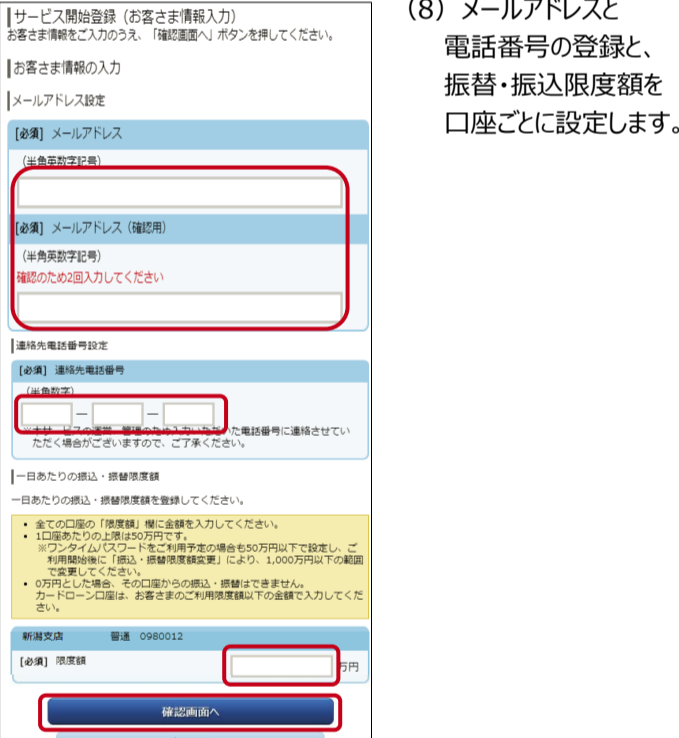 サービス開始登録（お客さま情報入力）
お客さま情報をご入力のうえ、「確認画面へ」ボタンを押してください。
お客さま情報の入力
メールアドレス設定
[必須] メールアドレス
（半角英数字記号）
[必須] メールアドレス（確認用）
（半角英数字記号）
確認のため2回入力してください
連絡先電話番号設定
[必須] 連絡先電話番号
（半角数字）
― ―
ただいた電話番号に連絡させてい
ただく場合がございますので、ご了承ください。
一日あたりの振込・振替限度額
一日あたりの振込・振替限度額を登録してください。
• 全ての口座の「限度額」欄に金額を入力してください。
• 1口座あたりの上限は50万円です。
※ワンタイムパスワードをご利用予定の場合も50万円以下で設定し、ご
利用開始後に「振込・振替限度額変更」により、1,000万円以下の範囲
で変更してください。
• 0万円とした場合、その口座からの振込・振替はできません。
カードローン口座は、お客さまのご利用限度額以下の金額で入力してくだ
さい。
新潟支店 普通 0980012
[必須] 限度額 万円
確認画面へ
（8）メールアドレスと
電話番号の登録と、
振替・振込限度額を
口座ごとに設定します。